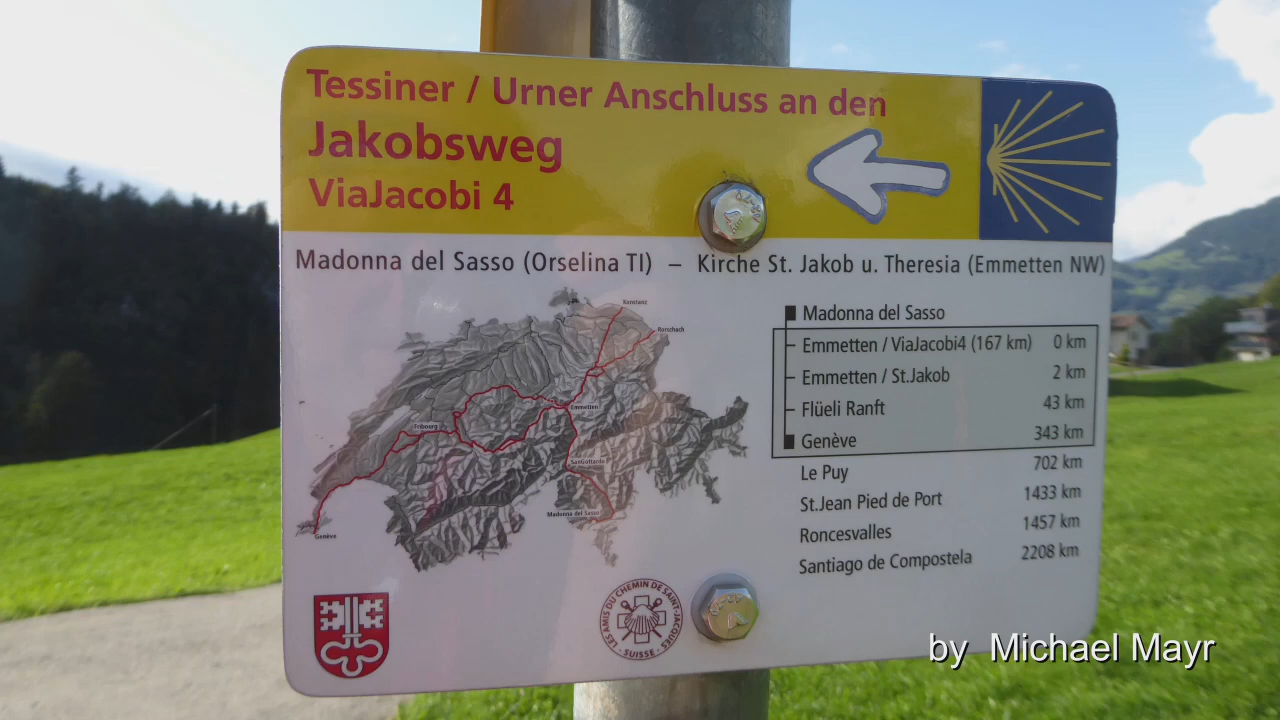 Tessiner / Urner Anschluss an den
Jakobsweg
ViaJacobi 4
Madonna del Sasso (Orselina TI) – Kirche St. Jakob u. Theresia (Emmetten NW)
Konstanz
Rorschach
Emmetten
Fribourg
SanGottardo
Madonna del Sasso
Genève
Madonna del Sasso
Emmetten / ViaJacobi4 (167 km) 0 km
Emmetten / St.Jakob 2 km
Flüeli Ranft 43 km
Genève 343 km
Le Puy 702 km
St.Jean Pied de Port 1433 km
Roncesvalles 1457 km
Santiago de Compostela 2208 km
LES AMIS DU CHEMIN DE SAINT-JACQUES
- SUISSE -
by Michael Mayr